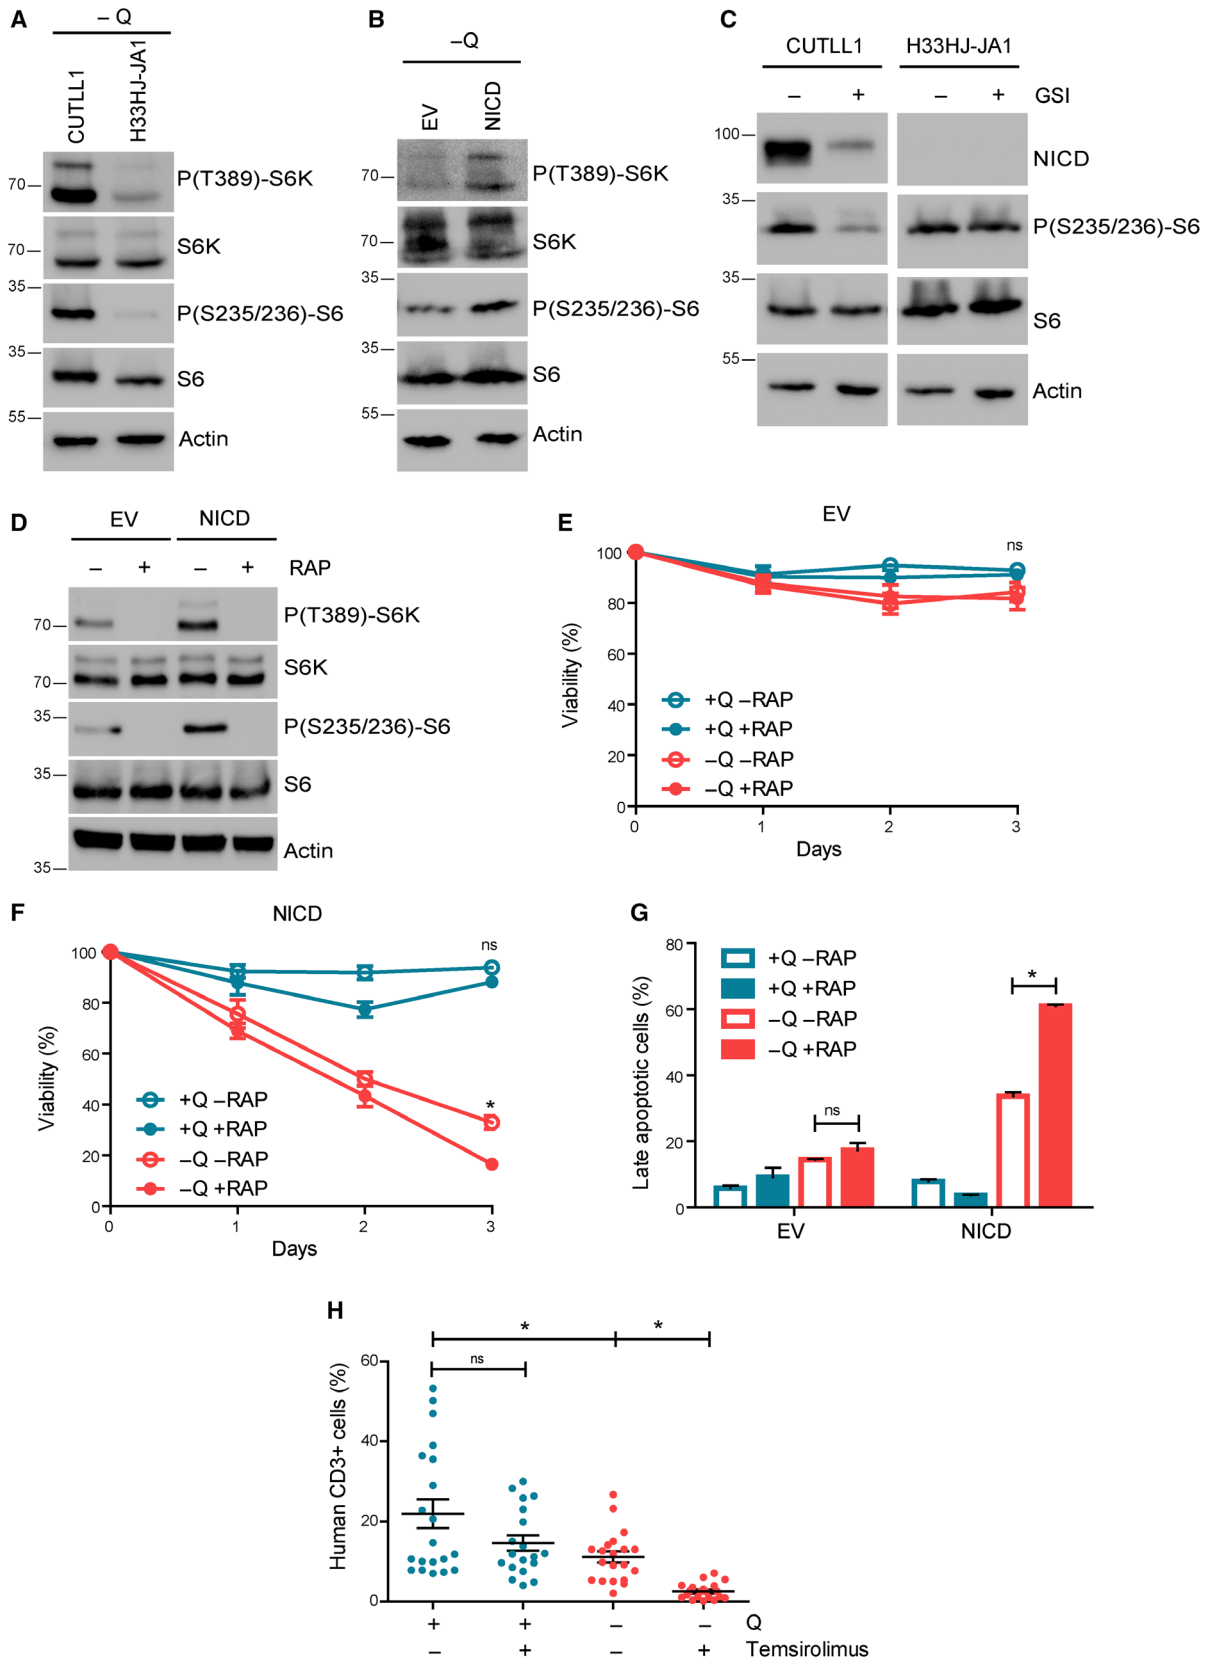 A
– Q
CUTLL1
H33HJ-JA1
70
P(T389)-S6K
70
S6K
35
P(S235/236)-S6
35
S6
55
Actin
B
–Q
EV
NICD
70
P(T389)-S6K
70
S6K
35
P(S235/236)-S6
35
S6
55
Actin
C
CUTLL1 H33HJ-JA1
– + – + GSI
100
NICD
35
P(S235/236)-S6
35
S6
55
Actin
D
EV NICD
– + – + RAP
70
P(T389)-S6K
70
S6K
35
P(S235/236)-S6
35
S6
35
Actin
E
EV
Viability (%)
100
80
60
40
20
0
ns
+Q –RAP
+Q +RAP
–Q –RAP
–Q +RAP
0 1 2 3
Days
F
NICD
Viability (%)
100
80
60
40
20
0
ns
*
+Q –RAP
+Q +RAP
–Q –RAP
–Q +RAP
0 1 2 3
Days
G
Late apoptotic cells (%)
80
60
40
20
0
+Q –RAP
+Q +RAP
–Q –RAP
–Q +RAP
ns
*
EV NICD
H
Human CD3+ cells (%)
60
40
20
0
* *
ns
+ + – – Q
– + – + Temsirolimus